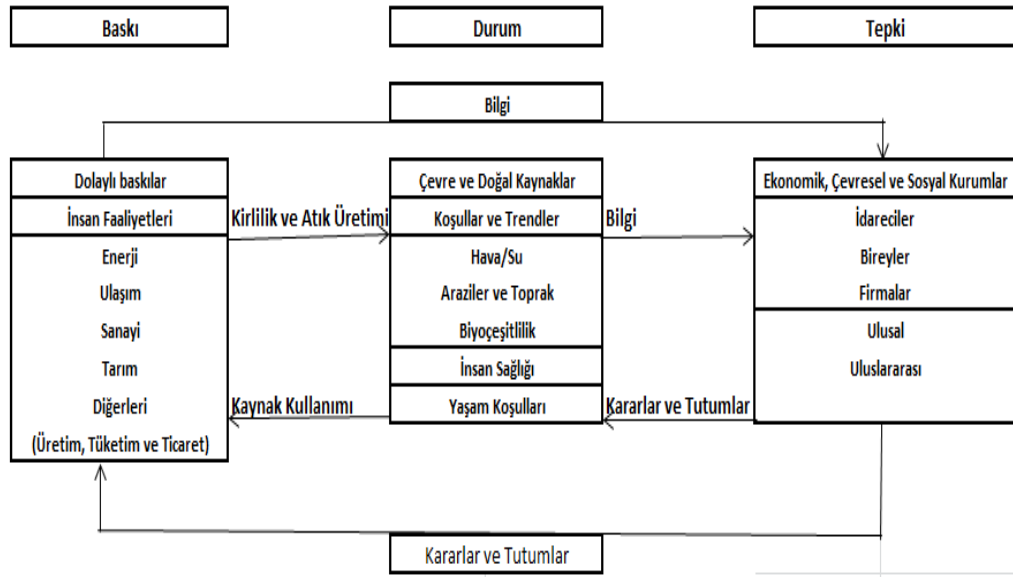 Baskı
Durum
Tepki
Bilgi
Dolaylı baskılar
İnsan Faaliyetleri
Enerji
Ulaşım
Sanayi
Tarım
Diğerleri
(Üretim, Tüketim ve Ticaret)
Kirlilik ve Atık Üretimi
Kaynak Kullanımı
Çevre ve Doğal Kaynaklar
Koşullar ve Trendler
Hava/Su
Araziler ve Toprak
Biyoçeşitlilik
İnsan Sağlığı
Yaşam Koşulları
Bilgi
Kararlar ve Tutumlar
Ekonomik, Çevresel ve Sosyal Kurumlar
İdareciler
Bireyler
Firmalar
Ulusal
Uluslararası
Kararlar ve Tutumlar